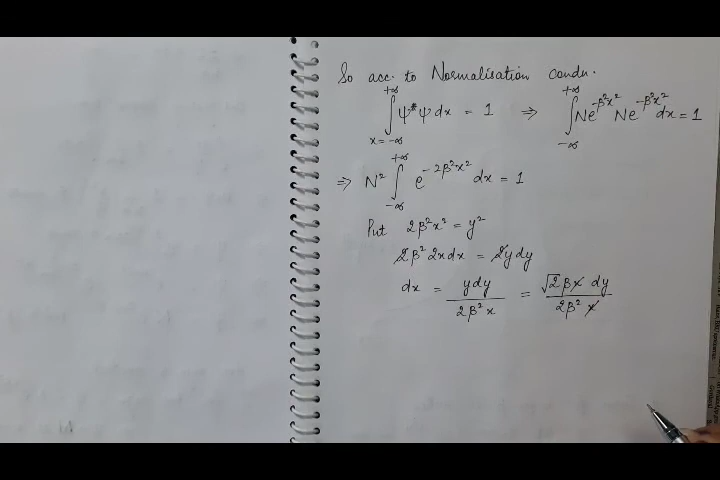 So acc. to Normalisation condn.
+∞ ∫ x=-∞ ψ*ψ dx = 1 ⇒ +∞ ∫ -∞ Ne^-β²x² Ne^-β²x² dx = 1
⇒ N² +∞ ∫ -∞ e^-2β²x² dx = 1
Put 2β²x² = y²
2β² 2x dx = 2y dy
dx = y dy / 2β² x = √2 βx dy / 2β² x